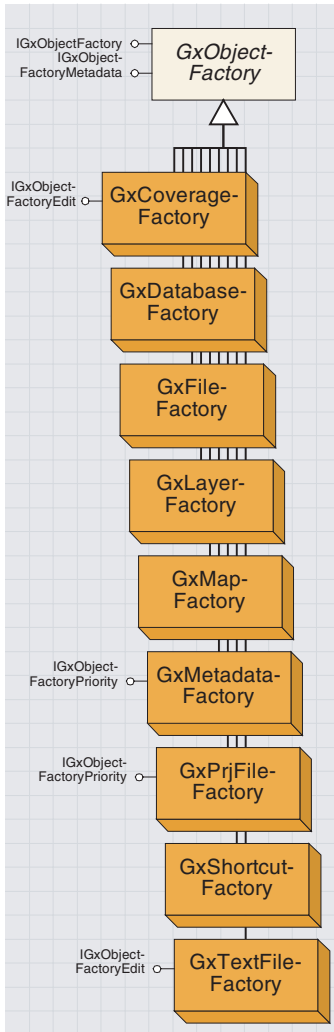 IGxObjectFactory
IGxObject-
FactoryMetadata
GxObject-
Factory
IGxObject-
FactoryEdit
GxCoverage-
Factory
GxDatabase-
Factory
GxFile-
Factory
GxLayer-
Factory
GxMap-
Factory
IGxObject-
FactoryPriority
GxMetadata-
Factory
IGxObject-
FactoryPriority
GxPrjFile-
Factory
GxShortcut-
Factory
IGxObject-
FactoryEdit
GxTextFile-
Factory